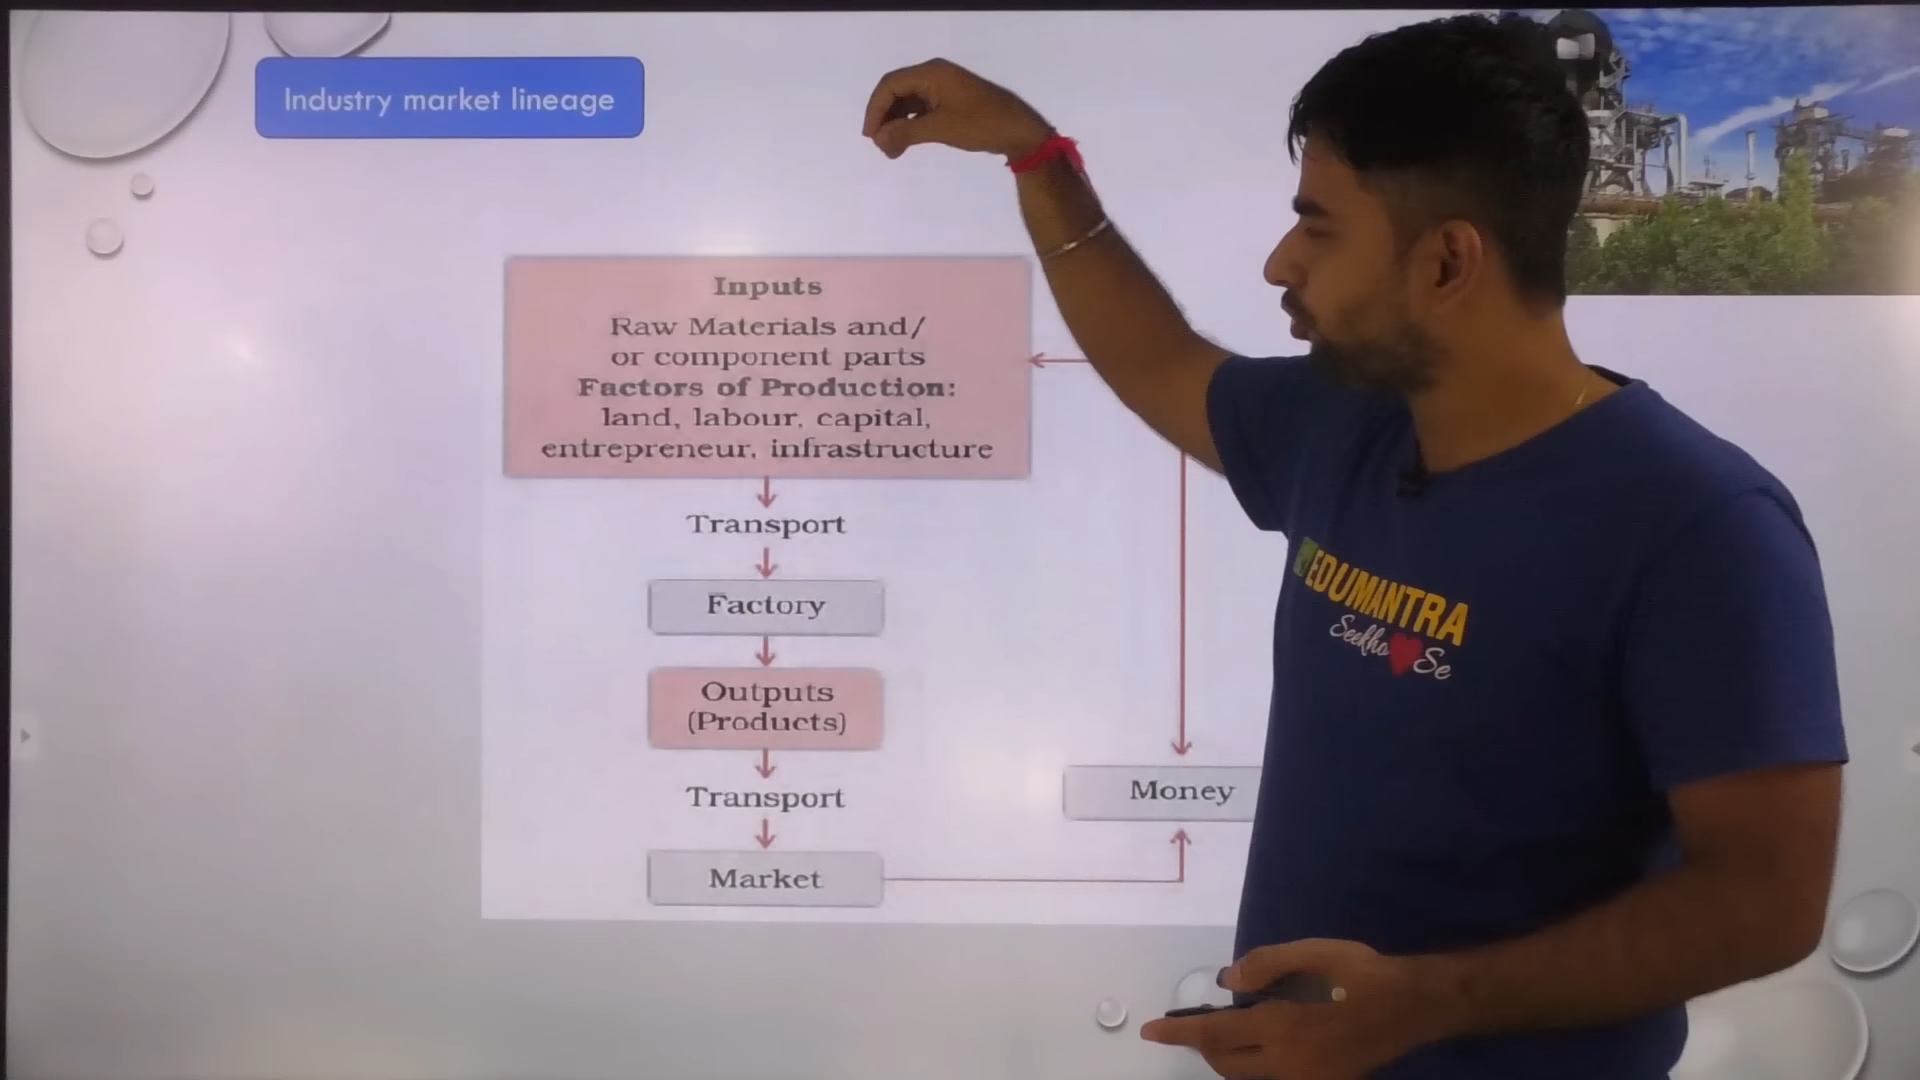 Industry market lineage
Inputs
Raw Materials and/
or component parts
Factors of Production:
land, labour, capital,
entrepreneur, infrastructure
Transport
Factory
Outputs
(Products)
Transport
Market
Money
EDUMANTRA
Seekho Se